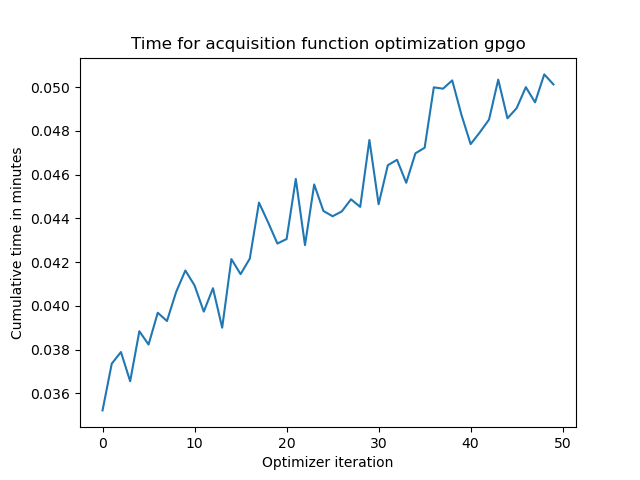 Time for acquisition function optimization gpgo
Cumulative time in minutes
0.050
0.048
0.046
0.044
0.042
0.040
0.038
0.036
0 10 20 30 40 50
Optimizer iteration